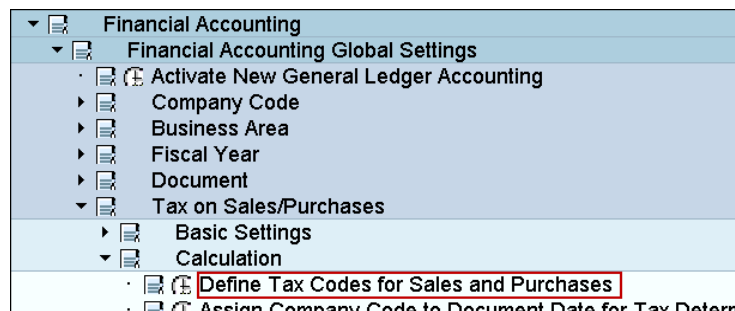 Financial Accounting
Financial Accounting Global Settings
Activate New General Ledger Accounting
Company Code
Business Area
Fiscal Year
Document
Tax on Sales/Purchases
Basic Settings
Calculation
Define Tax Codes for Sales and Purchases
Assign Company Code to Document Date for Tax Deter